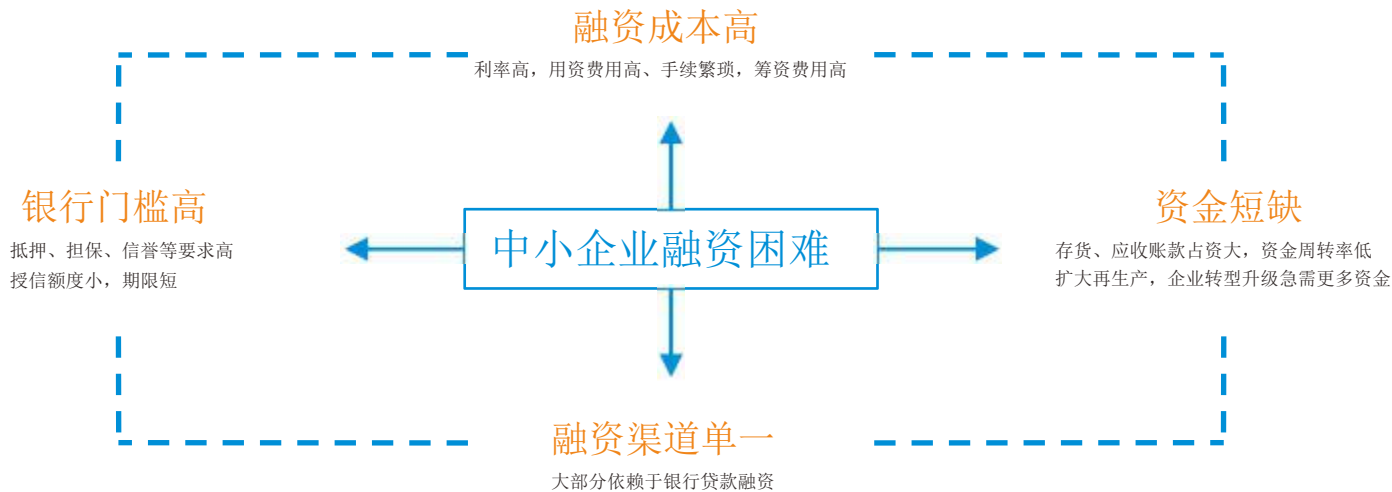 融资成本高
利率高，用资费用高、手续繁琐，筹资费用高
银行门槛高
抵押、担保、信誉等要求高
授信额度小，期限短
中小企业融资困难
资金短缺
存货、应收账款占资大，资金周转率低
扩大再生产，企业转型升级急需更多资金
融资渠道单一
大部分依赖于银行贷款融资